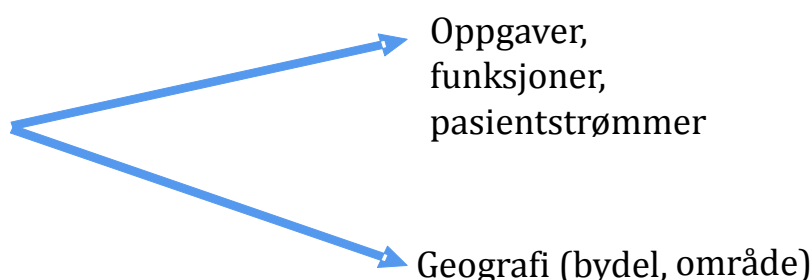 Oppgaver,
funksjoner,
pasientstrømmer
Geografi (bydel, område)